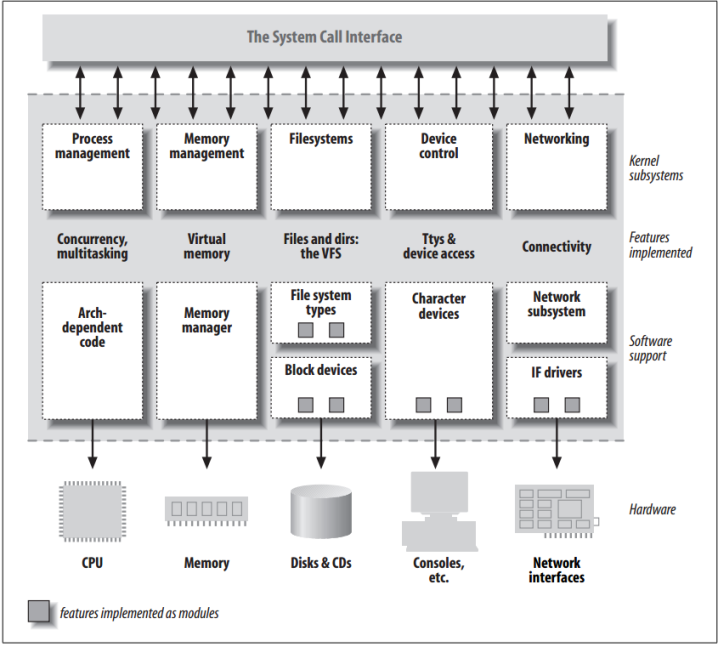 The System Call Interface
Process
management
Memory
management
Filesystems
Device
control
Networking
Kernel
subsystems
Concurrency,
multitasking
Virtual
memory
Files and dirs:
the VFS
Ttys &
device access
Connectivity
Features
implemented
Arch-
dependent
code
Memory
manager
File system
types
Block devices
Character
devices
Network
subsystem
IF drivers
Software
support
CPU
Memory
Disks & CDs
Consoles,
etc.
Network
interfaces
Hardware
features implemented as modules